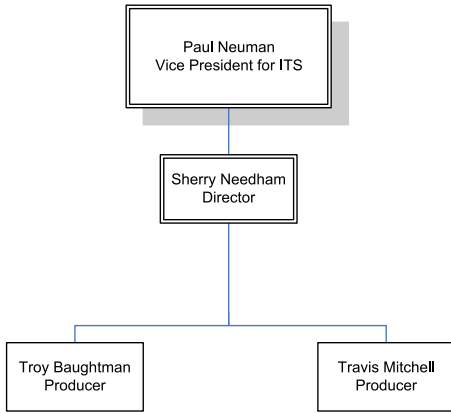 Paul Neuman
Vice President for ITS
Sherry Needham
Director
Troy Baughtman
Producer
Travis Mitchell
Producer